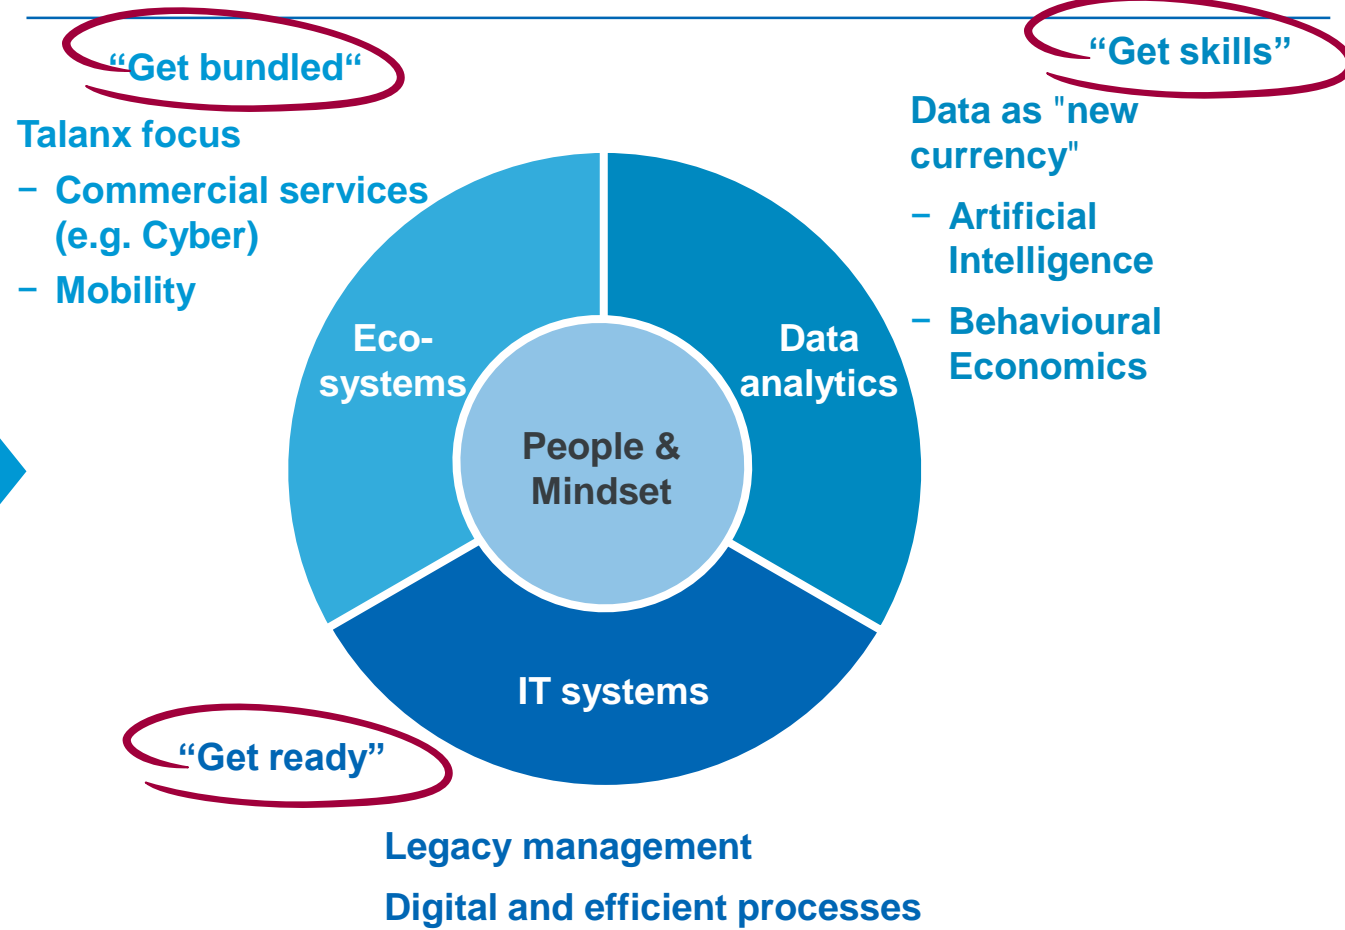 “Get bundled“
Talanx focus
− Commercial services
(e.g. Cyber)
− Mobility
“Get skills”
Data as "new
currency"
− Artificial
Intelligence
− Behavioural
Economics
Eco-
systems
Data
analytics
People &
Mindset
IT systems
“Get ready”
Legacy management
Digital and efficient processes